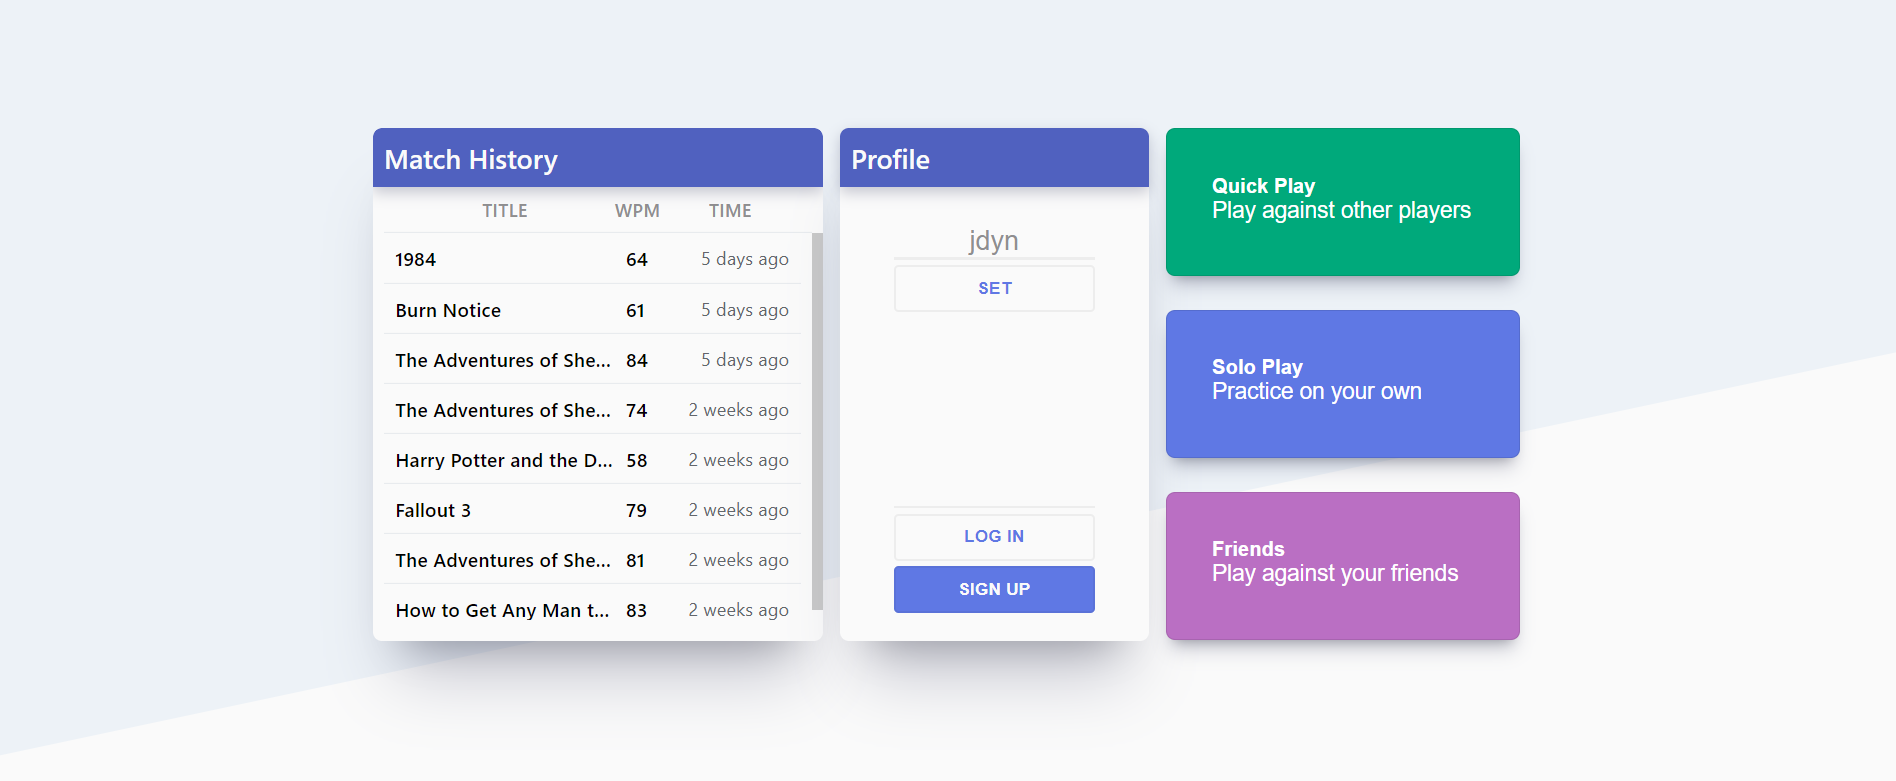 Match History
TITLE WPM TIME
1984 64 5 days ago
Burn Notice 61 5 days ago
The Adventures of She... 84 5 days ago
The Adventures of She... 74 2 weeks ago
Harry Potter and the D... 58 2 weeks ago
Fallout 3 79 2 weeks ago
The Adventures of She... 81 2 weeks ago
How to Get Any Man t... 83 2 weeks ago
Profile
jdyn
SET
LOG IN
SIGN UP
Quick Play
Play against other players
Solo Play
Practice on your own
Friends
Play against your friends